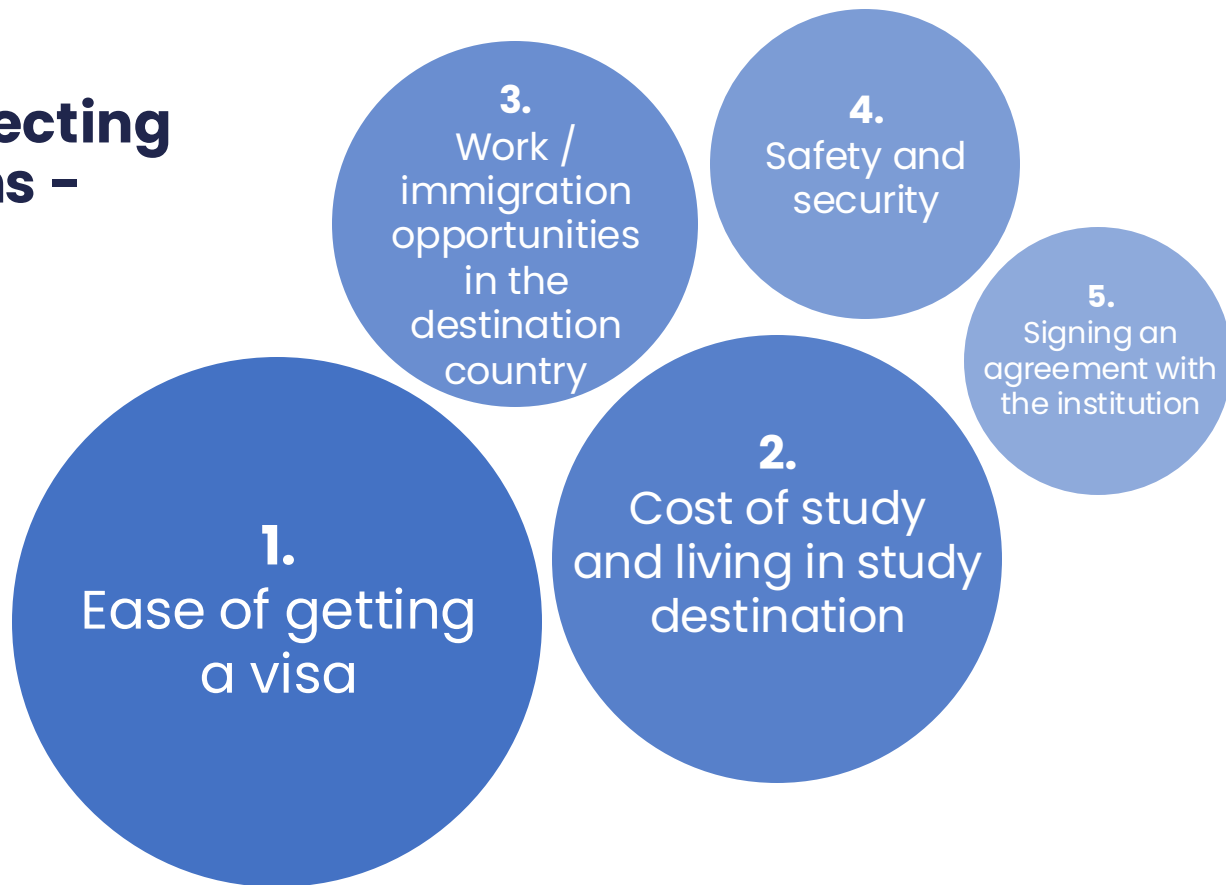 ecting
ns -
1.
Ease of getting
a visa
2.
Cost of study
and living in study
destination
3.
Work /
immigration
opportunities
in the
destination
country
4.
Safety and
security
5.
Signing an
agreement with
the institution